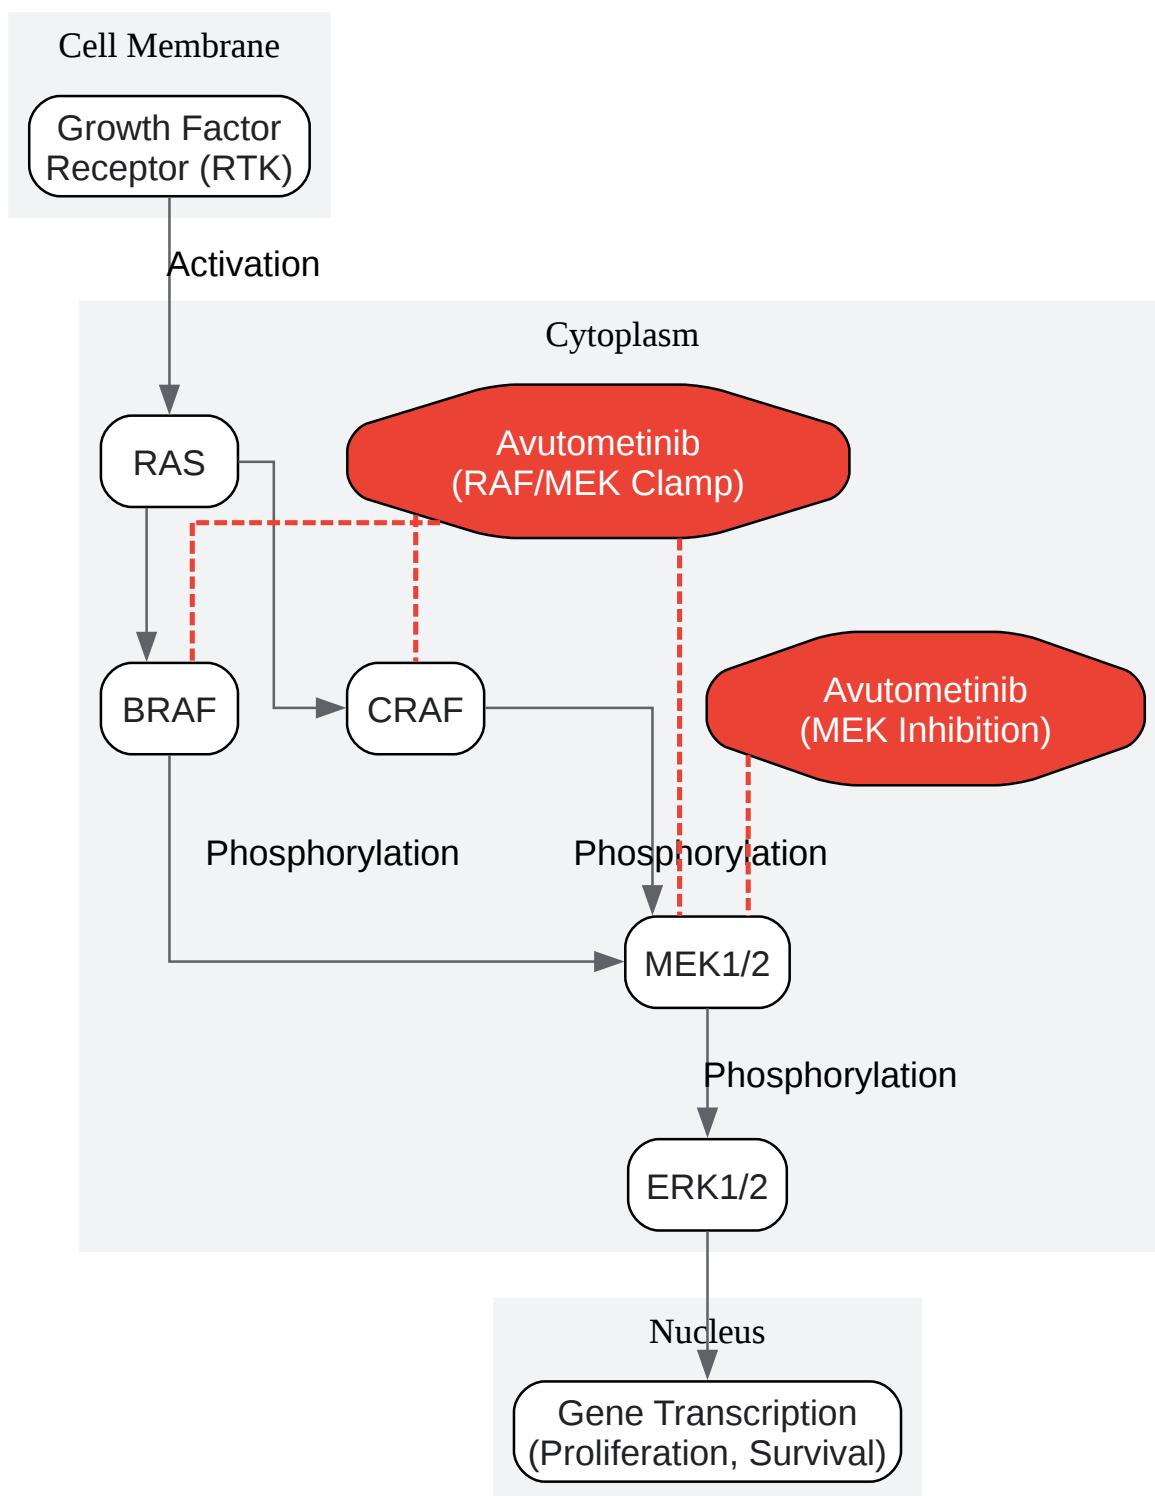 Cell Membrane
Growth Factor
Receptor (RTK)
Activation
Cytoplasm
RAS
Avutometinib
(RAF/MEK Clamp)
BRAF
CRAF
Avutometinib
(MEK Inhibition)
Phosphorylation
Phosphorylation
MEK1/2
Phosphorylation
ERK1/2
Nucleus
Gene Transcription
(Proliferation, Survival)